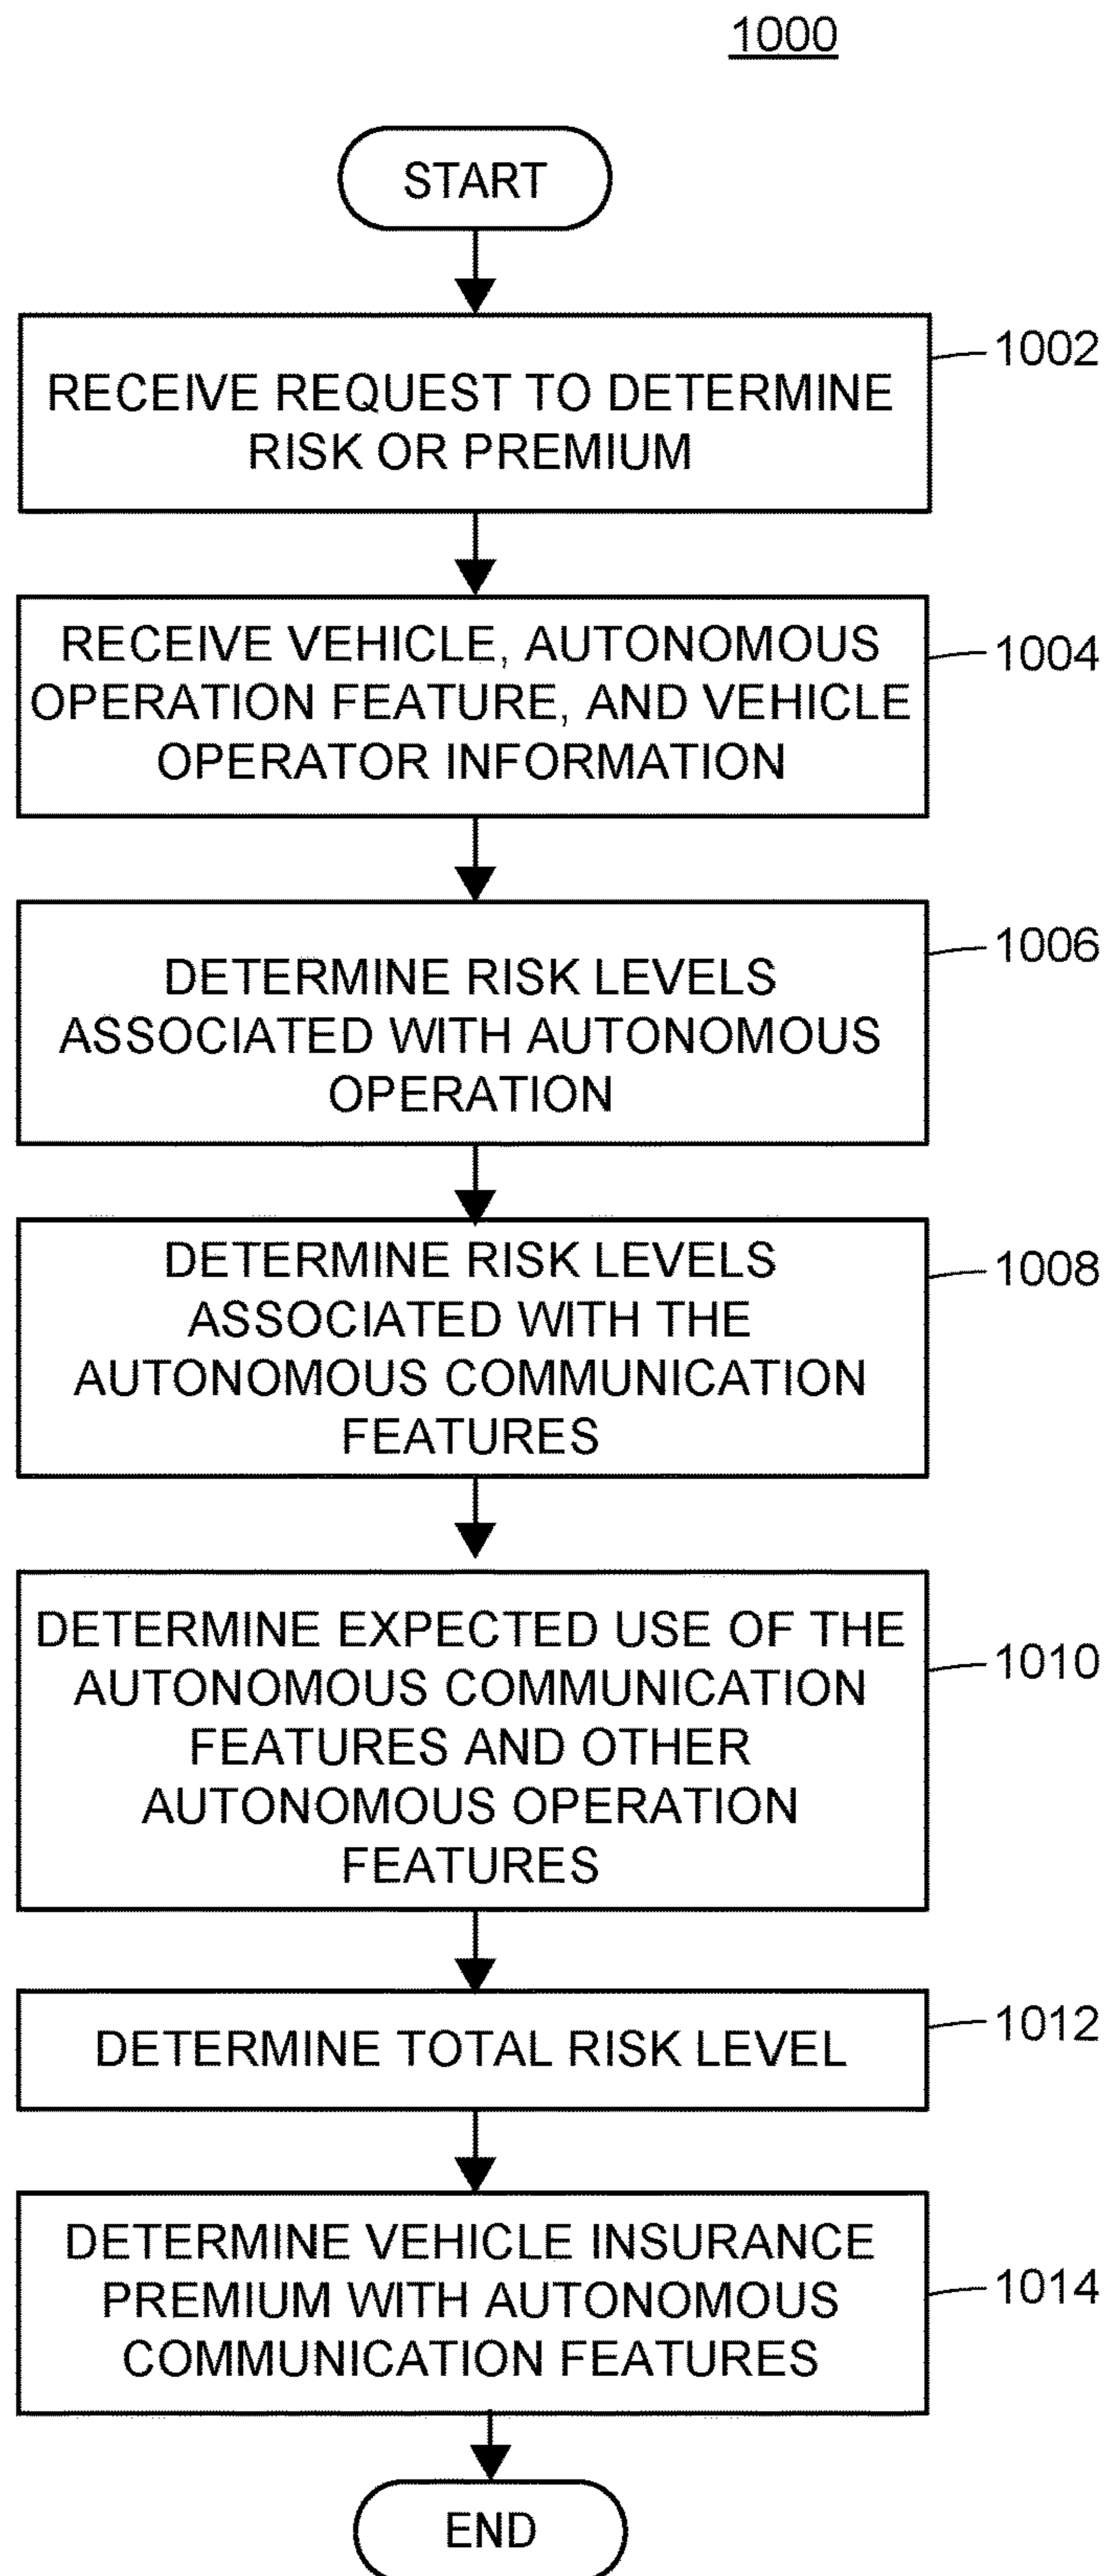 1000
START
RECEIVE REQUEST TO DETERMINE
RISK OR PREMIUM
1002
RECEIVE VEHICLE, AUTONOMOUS
OPERATION FEATURE, AND VEHICLE
OPERATOR INFORMATION
1004
DETERMINE RISK LEVELS
ASSOCIATED WITH AUTONOMOUS
OPERATION
1006
DETERMINE RISK LEVELS
ASSOCIATED WITH THE
AUTONOMOUS COMMUNICATION
FEATURES
1008
DETERMINE EXPECTED USE OF THE
AUTONOMOUS COMMUNICATION
FEATURES AND OTHER
AUTONOMOUS OPERATION
FEATURES
1010
DETERMINE TOTAL RISK LEVEL
1012
DETERMINE VEHICLE INSURANCE
PREMIUM WITH AUTONOMOUS
COMMUNICATION FEATURES
1014
END